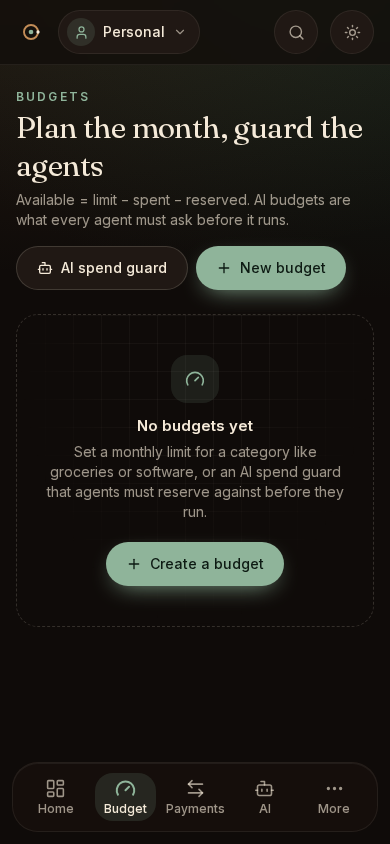 Personal
BUDGETS
Plan the month, guard the
agents
Available = limit − spent − reserved. AI budgets are
what every agent must ask before it runs.
AI spend guard
New budget
No budgets yet
Set a monthly limit for a category like
groceries or software, or an AI spend guard
that agents must reserve against before they
run.
Create a budget
Home
Budget
Payments
AI
More